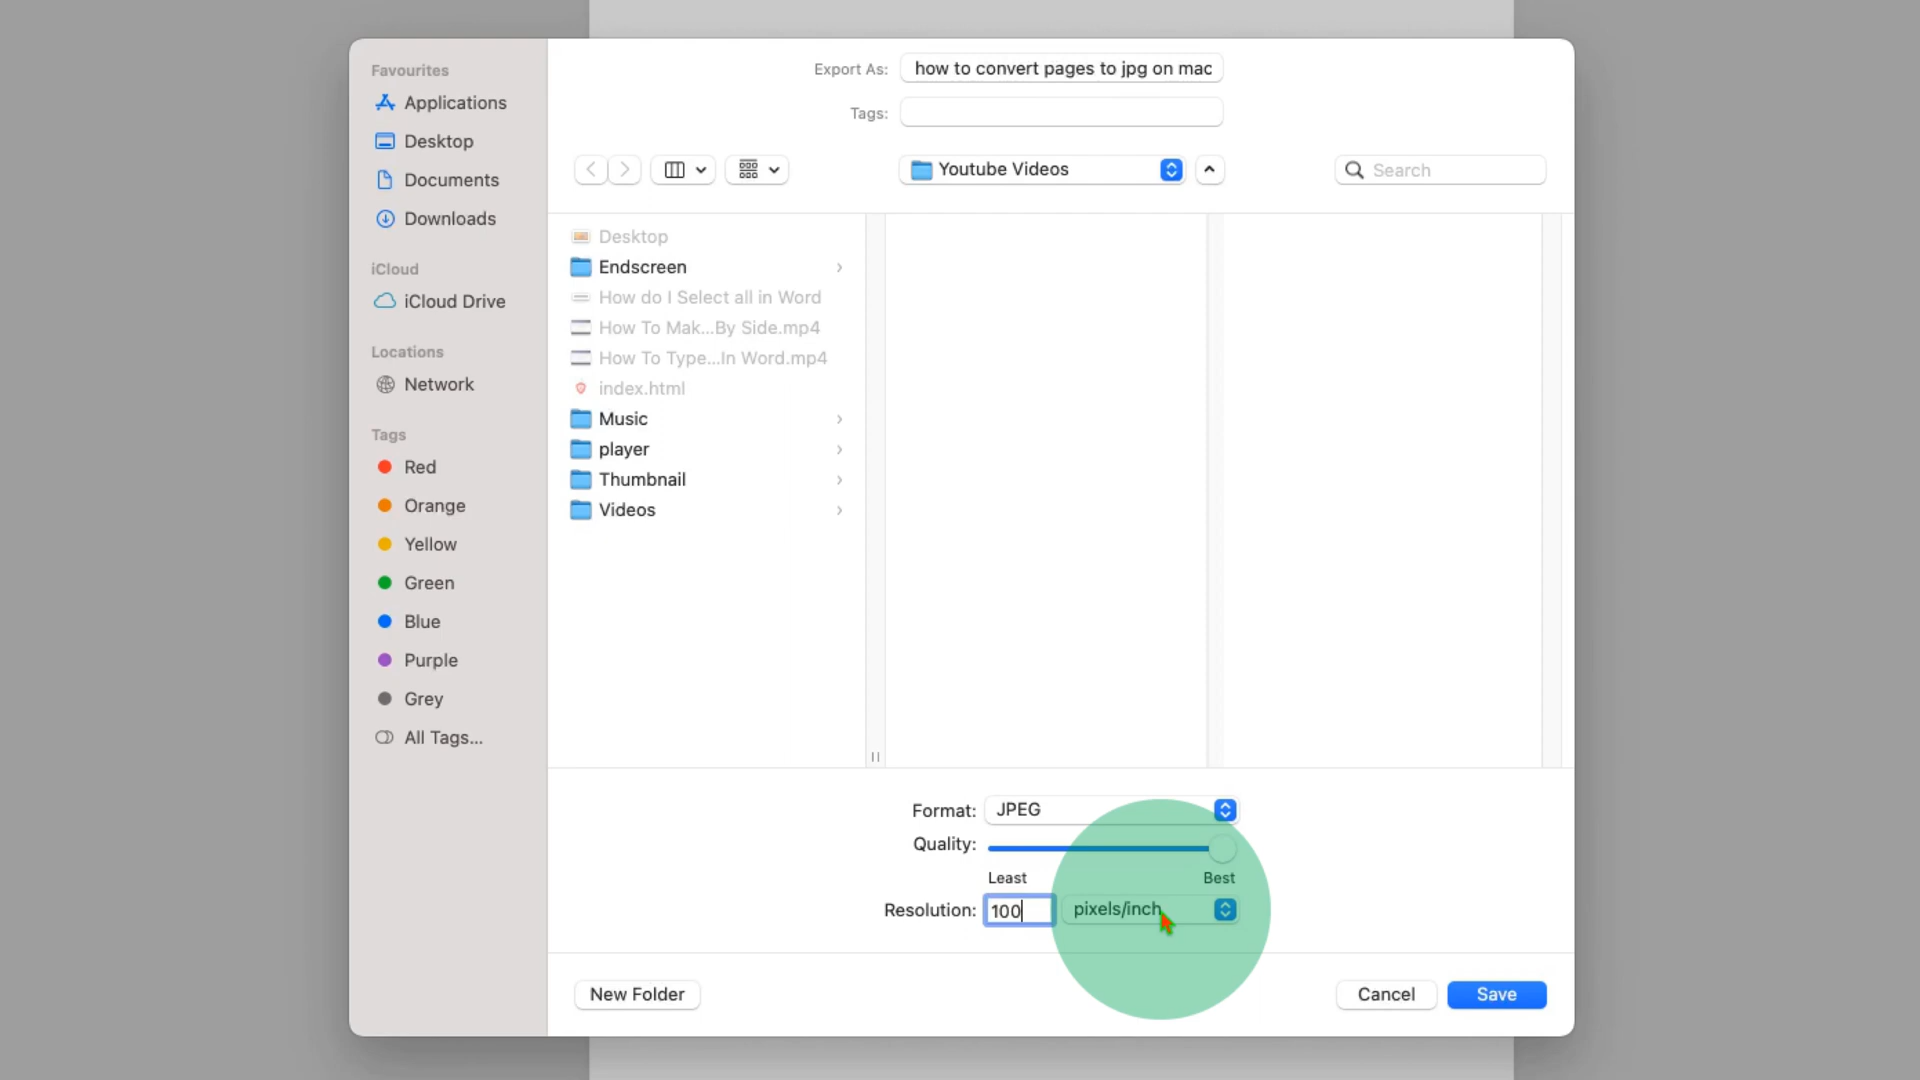 Favourites
Applications
Desktop
Documents
Downloads
iCloud
iCloud Drive
Locations
Network
Tags
Red
Orange
Yellow
Green
Blue
Purple
Grey
All Tags...
Export As: how to convert pages to jpg on mac
Tags:
Youtube Videos
Search
Desktop
Endscreen
How do I Select all in Word
How To Mak...By Side.mp4
How To Type...In Word.mp4
index.html
Music
player
Thumbnail
Videos
Format: JPEG
Quality:
Least Best
Resolution: 100 pixels/inch
New Folder Cancel Save